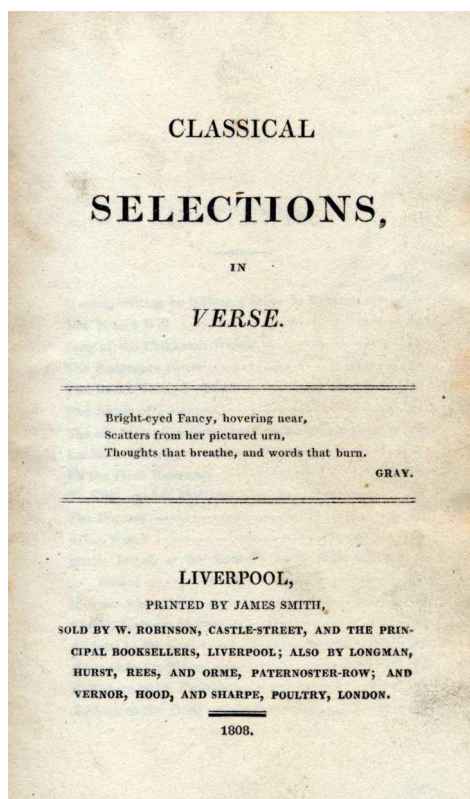 CLASSICAL
SELECTIONS,
IN
VERSE.
Bright-eyed Fancy, hovering near,
Scatters from her pictured urn,
Thoughts that breathe, and words that burn.
GRAY.
LIVERPOOL,
PRINTED BY JAMES SMITH,
SOLD BY W. ROBINSON, CASTLE-STREET, AND THE PRIN-
CIPAL BOOKSELLERS, LIVERPOOL; ALSO BY LONGMAN,
HURST, REES, AND ORME, PATERNOSTER-ROW; AND
VERNOR, HOOD, AND SHARPE, POULTRY, LONDON.
1808.